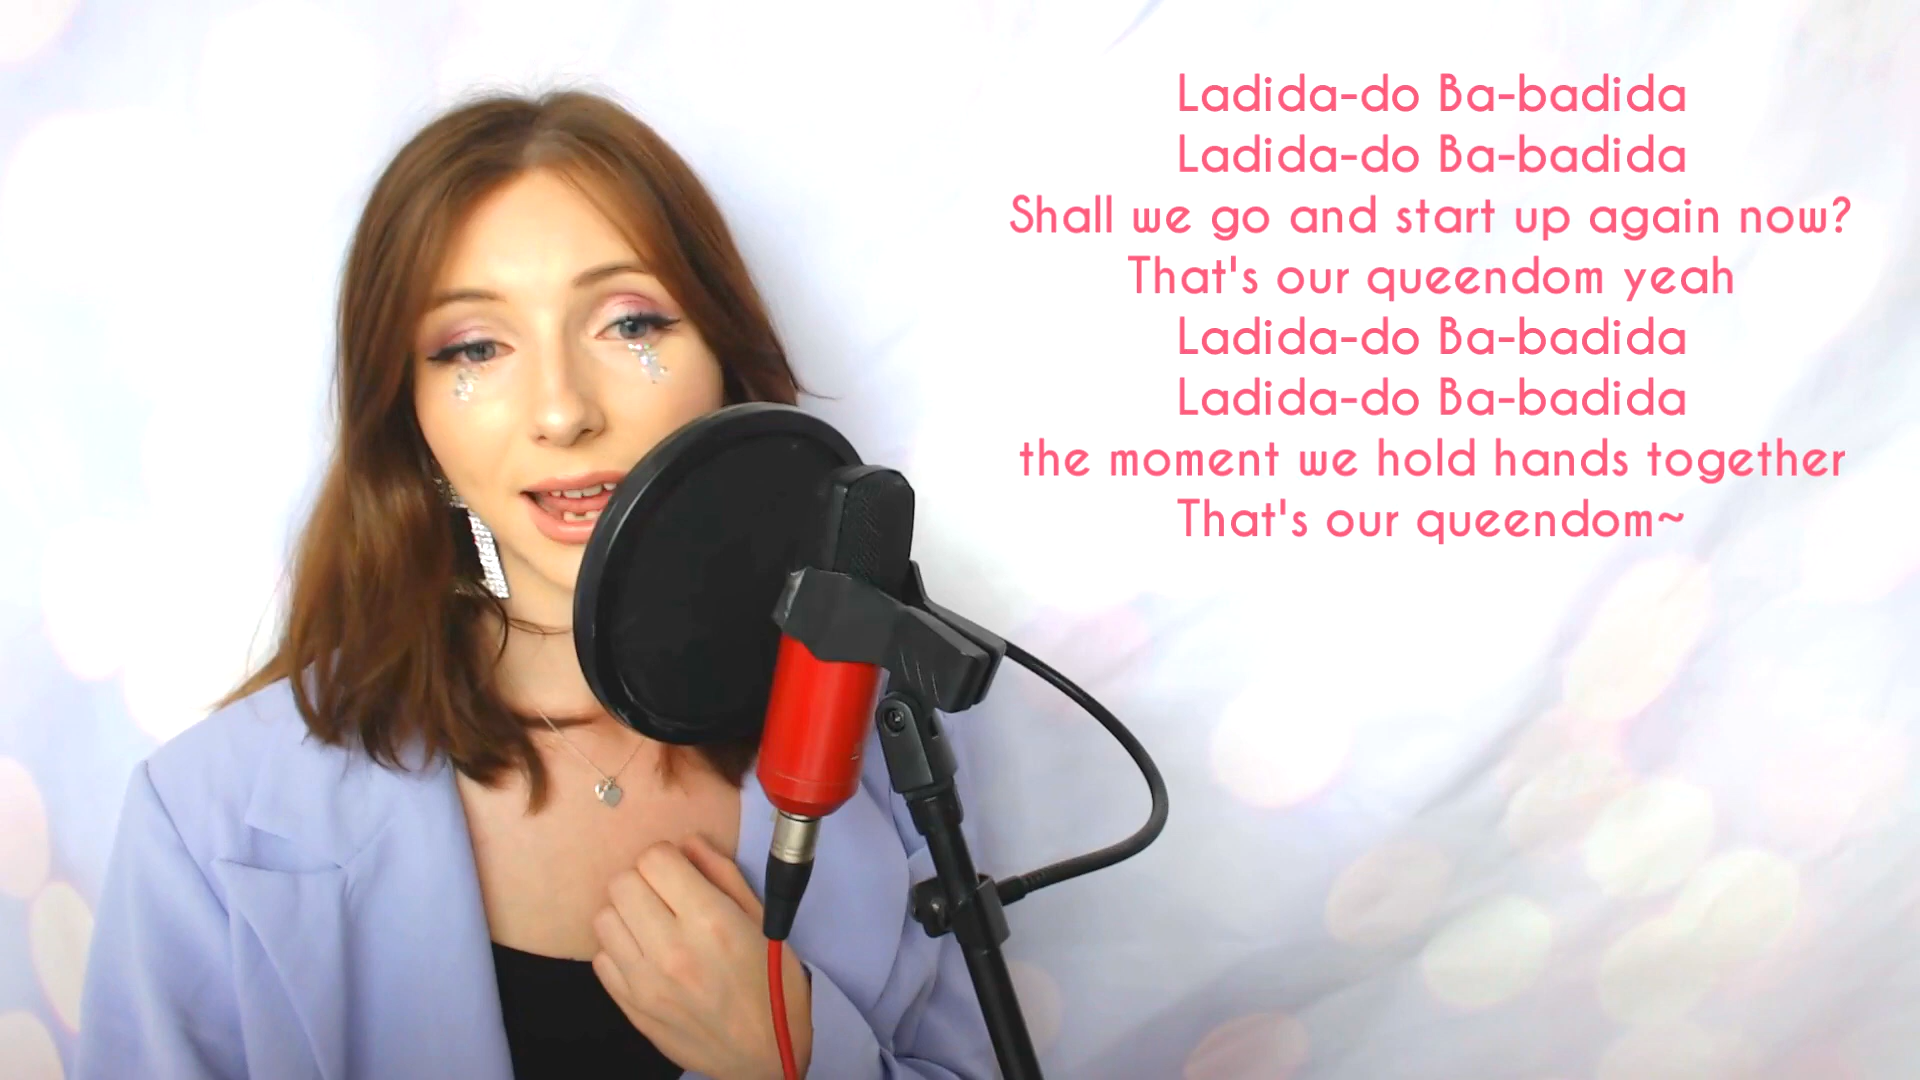 Ladida-do Ba-badida
Ladida-do Ba-badida
Shall we go and start up again now?
That's our queendom yeah
Ladida-do Ba-badida
Ladida-do Ba-badida
the moment we hold hands together
That's our queendom~